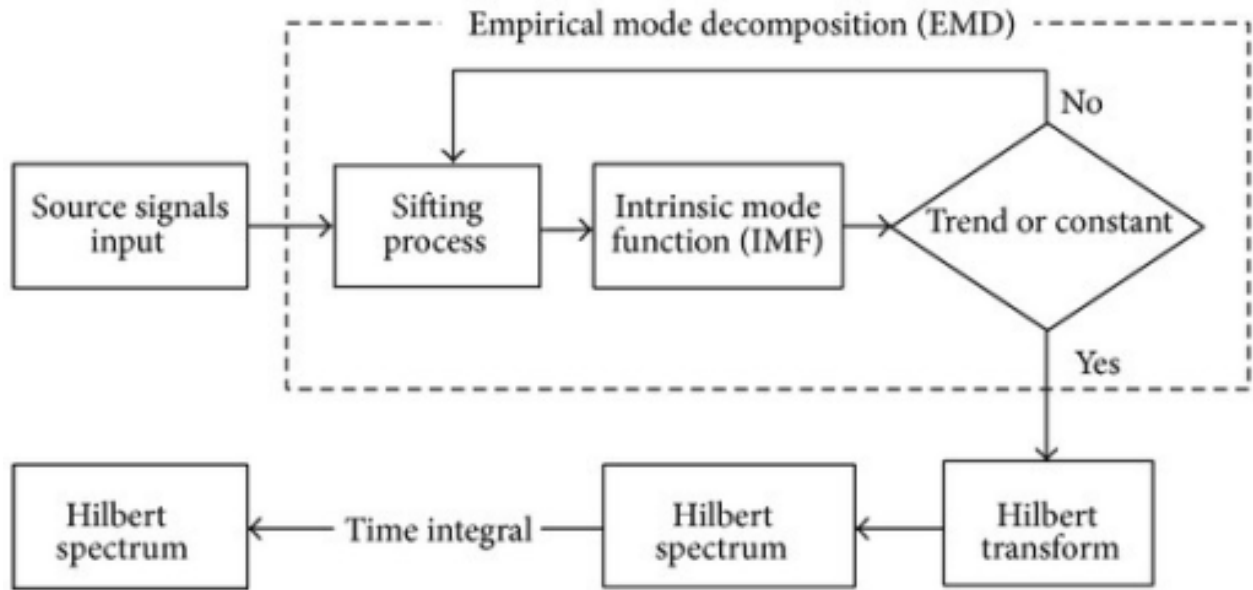 Empirical mode decomposition (EMD)
No
Source signals
input
Sifting
process
Intrinsic mode
function (IMF)
Trend or constant
Yes
Hilbert
spectrum
Time integral
Hilbert
spectrum
Hilbert
transform